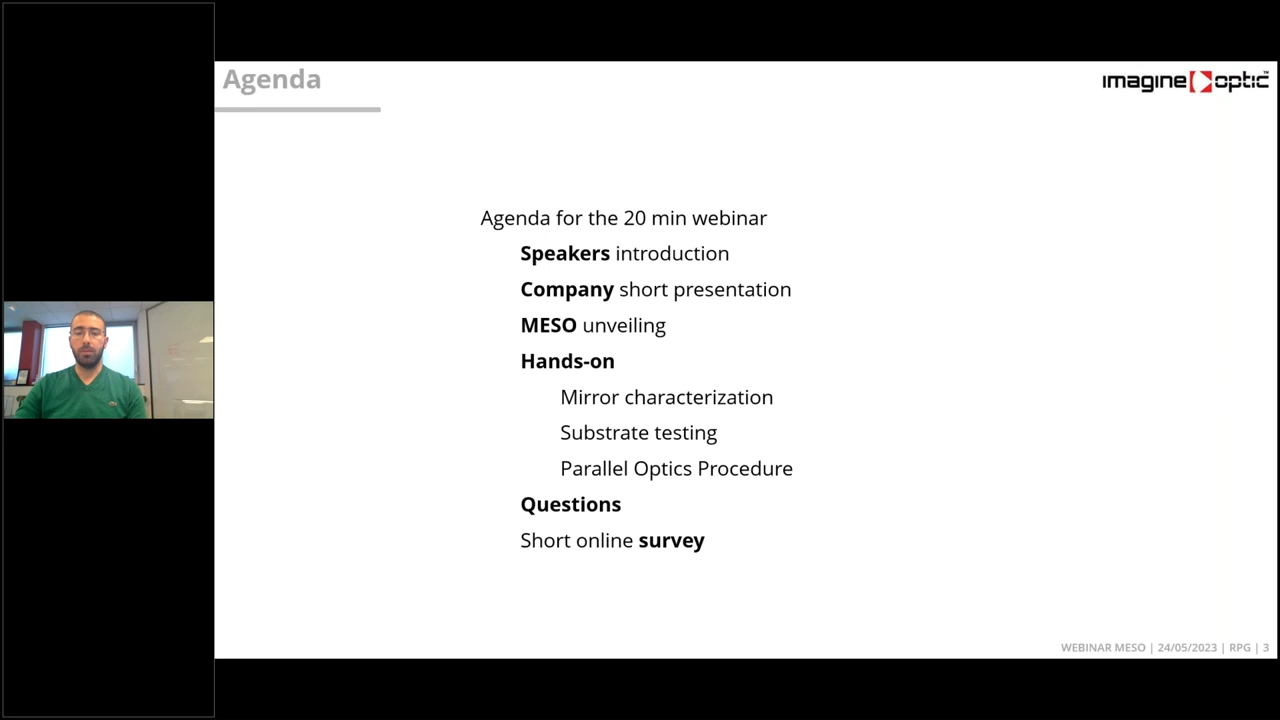 Agenda
imagine optic™
Agenda for the 20 min webinar
Speakers introduction
Company short presentation
MESO unveiling
Hands-on
Mirror characterization
Substrate testing
Parallel Optics Procedure
Questions
Short online survey
WEBINAR MESO | 24/05/2023 | RPG | 3